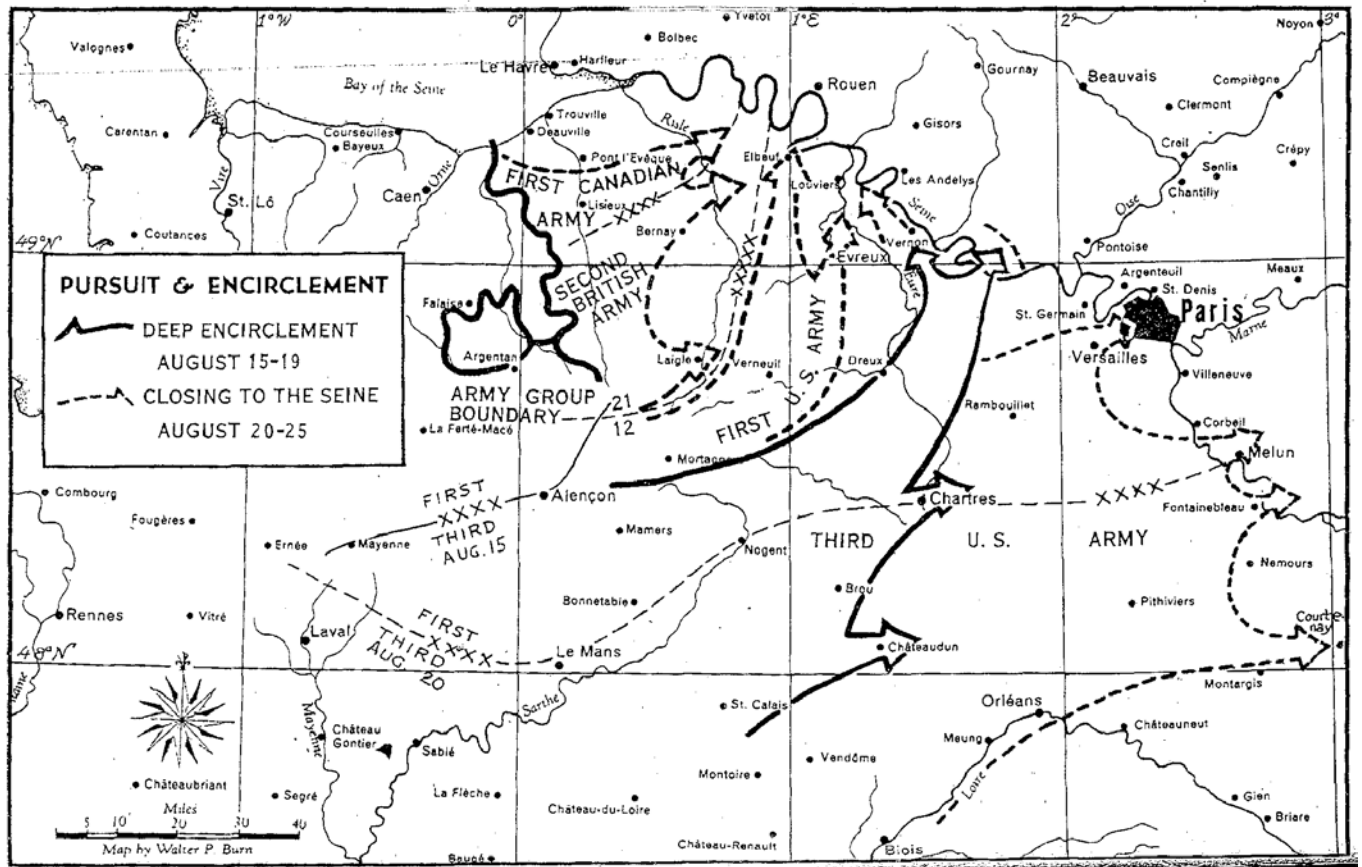 1° W
0°
1° E
2°
3°
Yvetot
Noyon
Valognes
Bolbec
Le Havre
Harfleur
Gournay
Beauvais
Compiègne
Bay of the Seine
Rouen
Clermont
Carentan
Courseulles
Bayeux
Trouville
Deauville
Risle
Gisors
Creil
Crépy
Senlis
Chantilly
Pont l'Evêque
Elbeuf
Orne
Vire
St. Lô
Caen
FIRST CANADIAN
ARMY
XXXX
Lisieux
Louviers
Les Andelys
Seine
Oise
Coutances
Bernay
Vernon
Pontoise
49° N
XXXX
Evreux
Eure
Argenteuil
St. Denis
Meaux
PURSUIT & ENCIRCLEMENT
DEEP ENCIRCLEMENT
AUGUST 15-19
CLOSING TO THE SEINE
AUGUST 20-25
SECOND
BRITISH
ARMY
Falaise
St. Germain
Paris
Marne
Argentan
Laigle
Verneuil
Dreux
Versailles
Villeneuve
ARMY GROUP
BOUNDARY
21
12
FIRST U. S. ARMY
Rambouillet
La Ferté-Macé
Corbeil
Mortagne
Melun
Combourg
Alençon
Chartres
XXXX
Fontainebleau
Fougères
FIRST
XXXX
THIRD
AUG. 15
Mamers
Ernée
Mayenne
Nogent
THIRD U. S. ARMY
Nemours
Rennes
Vitré
Bonnetable
Brou
Pithiviers
Courtenay
Laval
FIRST
XXXX
THIRD
AUG. 20
48° N
Le Mans
Châteaudun
Montargis
Sarthe
St. Calais
Orléans
Châteauneuf
Mayenne
Château
Gontier
Sablé
Meung
Vendôme
Loire
Montoire
Châteaubriant
Segré
La Flèche
Château-du-Loire
Gien
Briare
Miles
5 10 20 30 40
Map by Walter P. Burn
Château-Renault
Blois
Baugé